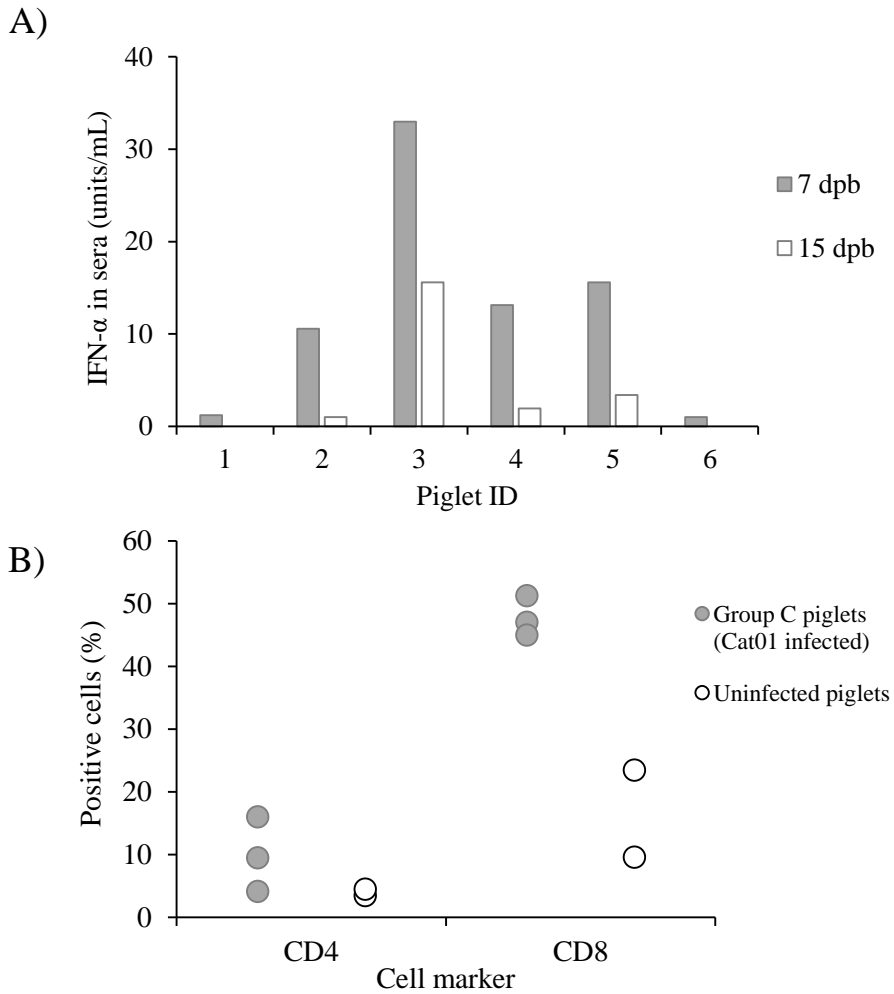 A)
40
30
20
10
0
IFN-α in sera (units/mL)
1 2 3 4 5 6
Piglet ID
7 dpb
15 dpb
B)
60
50
40
30
20
10
0
Positive cells (%)
CD4 CD8
Cell marker
Group C piglets
(Cat01 infected)
Uninfected piglets